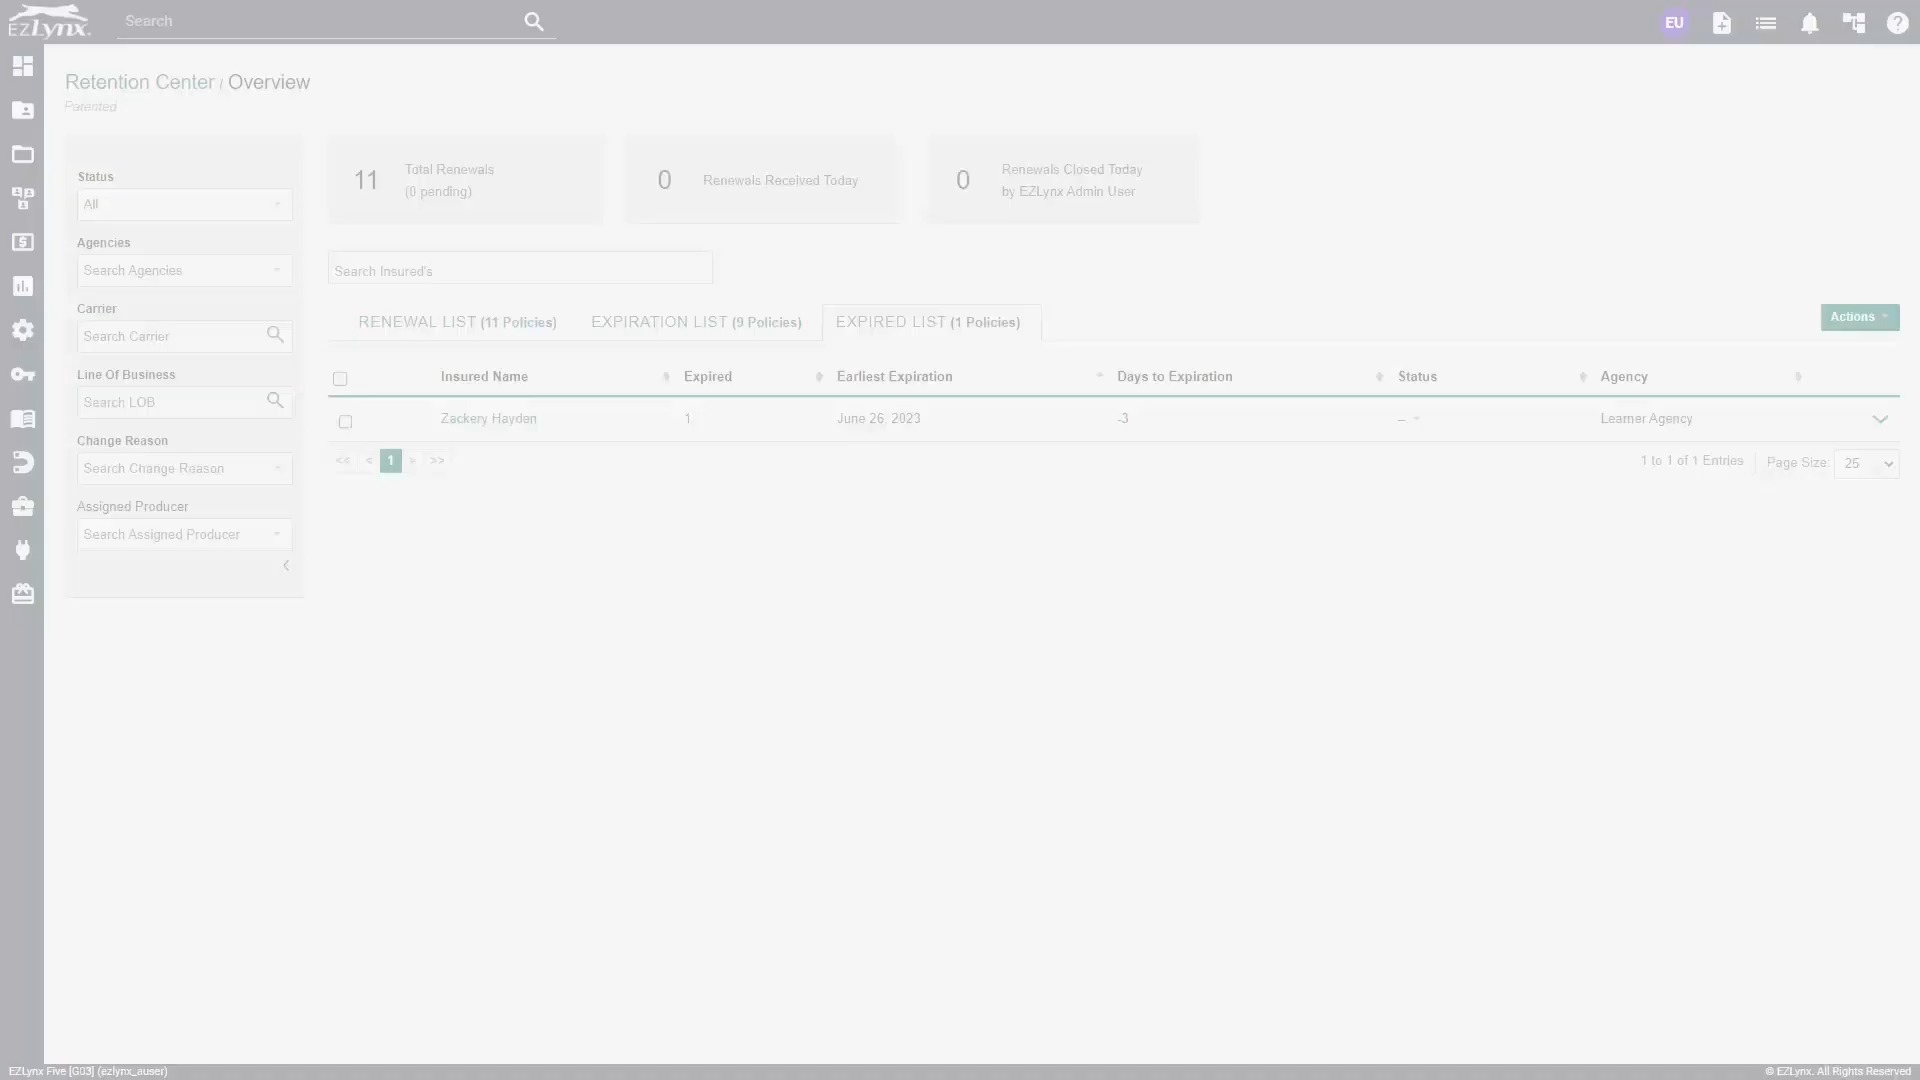 EZLynx
Search
EU
Retention Center / Overview
Patented
Status
All
Agencies
Search Agencies
Carrier
Search Carrier
Line Of Business
Search LOB
Change Reason
Search Change Reason
Assigned Producer
Search Assigned Producer
11
Total Renewals
(0 pending)
0
Renewals Received Today
0
Renewals Closed Today
by EZLynx Admin User
Search Insured's
RENEWAL LIST (11 Policies)
EXPIRATION LIST (9 Policies)
EXPIRED LIST (1 Policies)
Actions
Insured Name Expired Earliest Expiration Days to Expiration Status Agency
Zackery Hayden 1 June 26, 2023 -3 -- Learner Agency
<< < 1 > >>
1 to 1 of 1 Entries
Page Size: 25
EZLynx Five [G03] (ezlynx_auser)
© EZLynx. All Rights Reserved